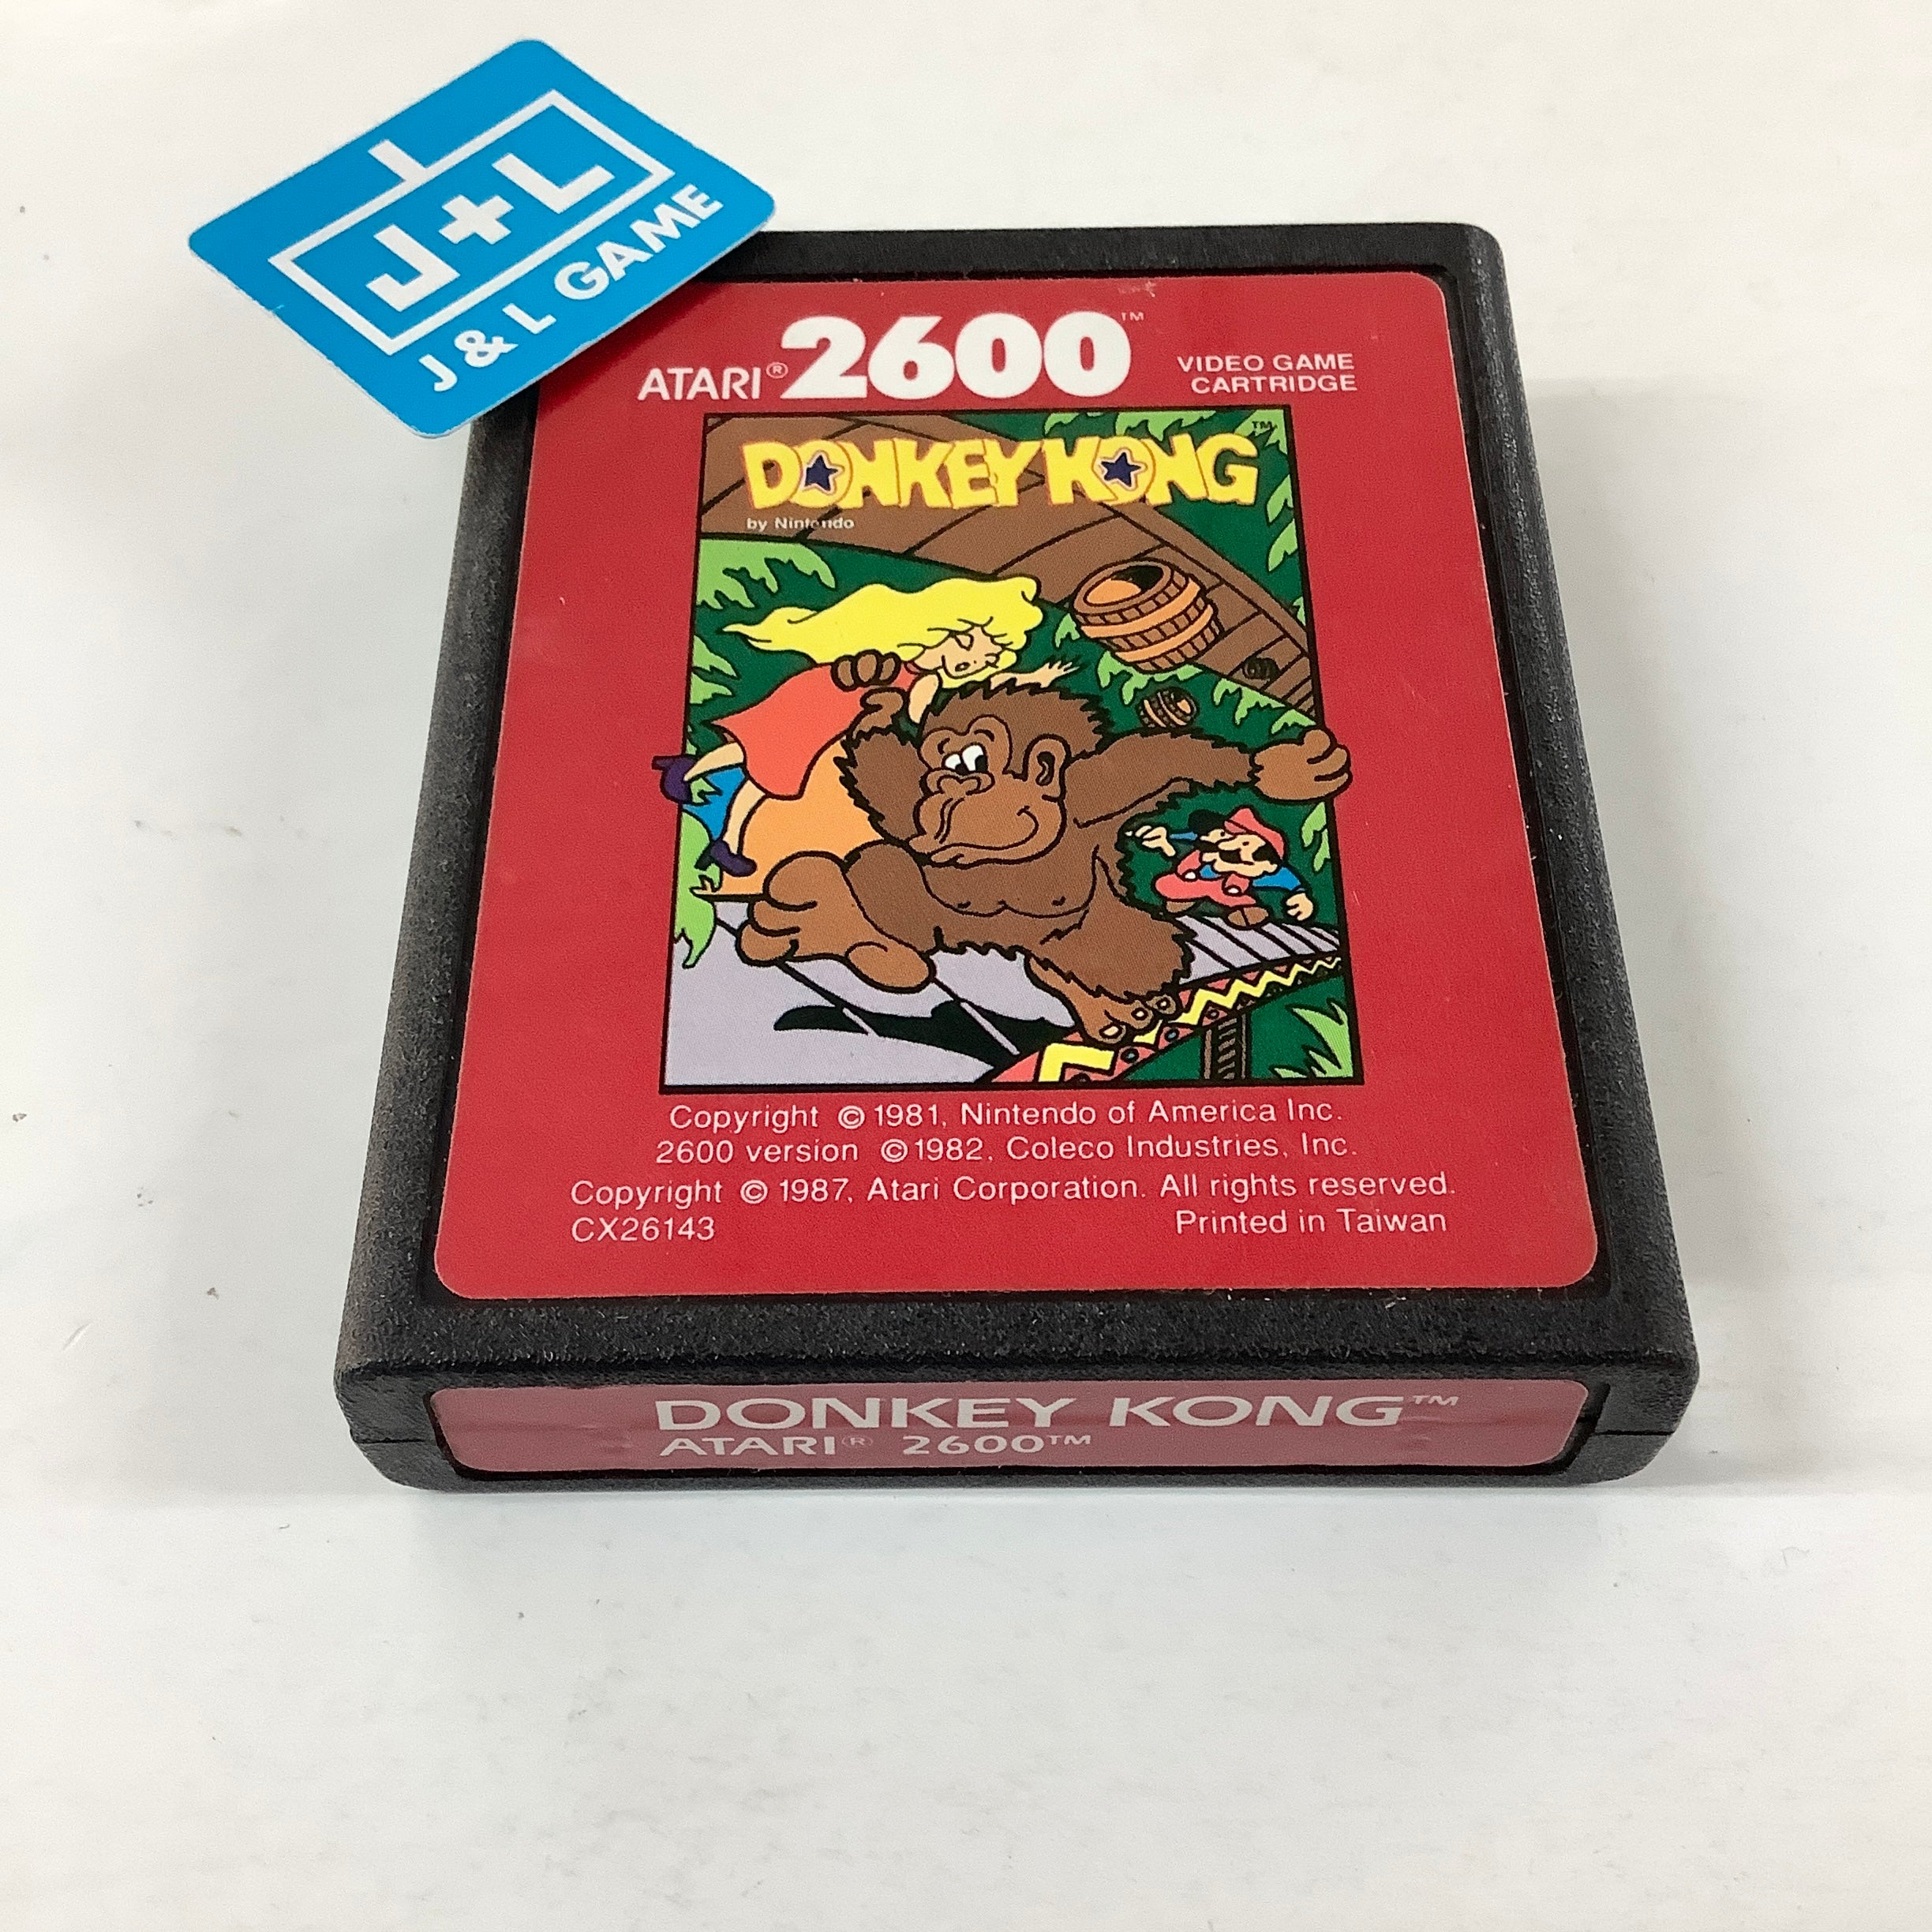 J+L
J & L GAME
ATARI® 2600™ VIDEO GAME
CARTRIDGE
DONKEY KONG™
by Nintendo
Copyright © 1981, Nintendo of America Inc.
2600 version © 1982, Coleco Industries, Inc.
Copyright © 1987, Atari Corporation. All rights reserved.
CX26143 Printed in Taiwan
DONKEY KONG™
ATARI® 2600™